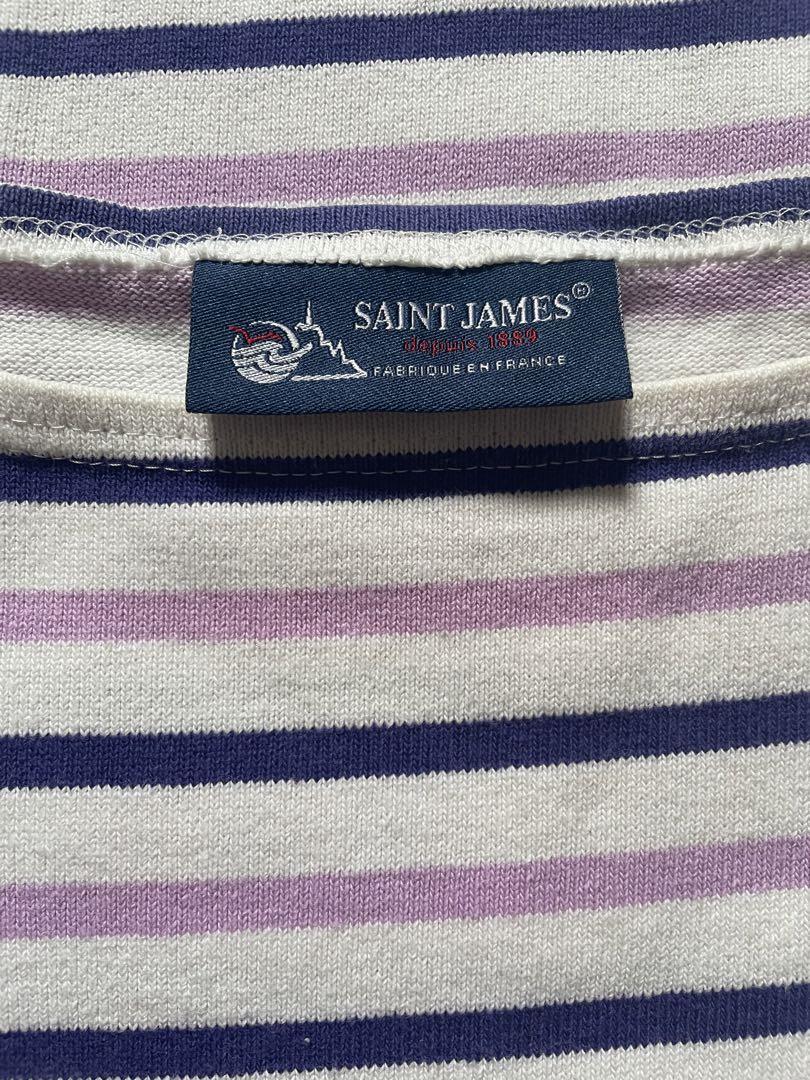 SAINT JAMES®
depuis 1889
FABRIQUE EN FRANCE